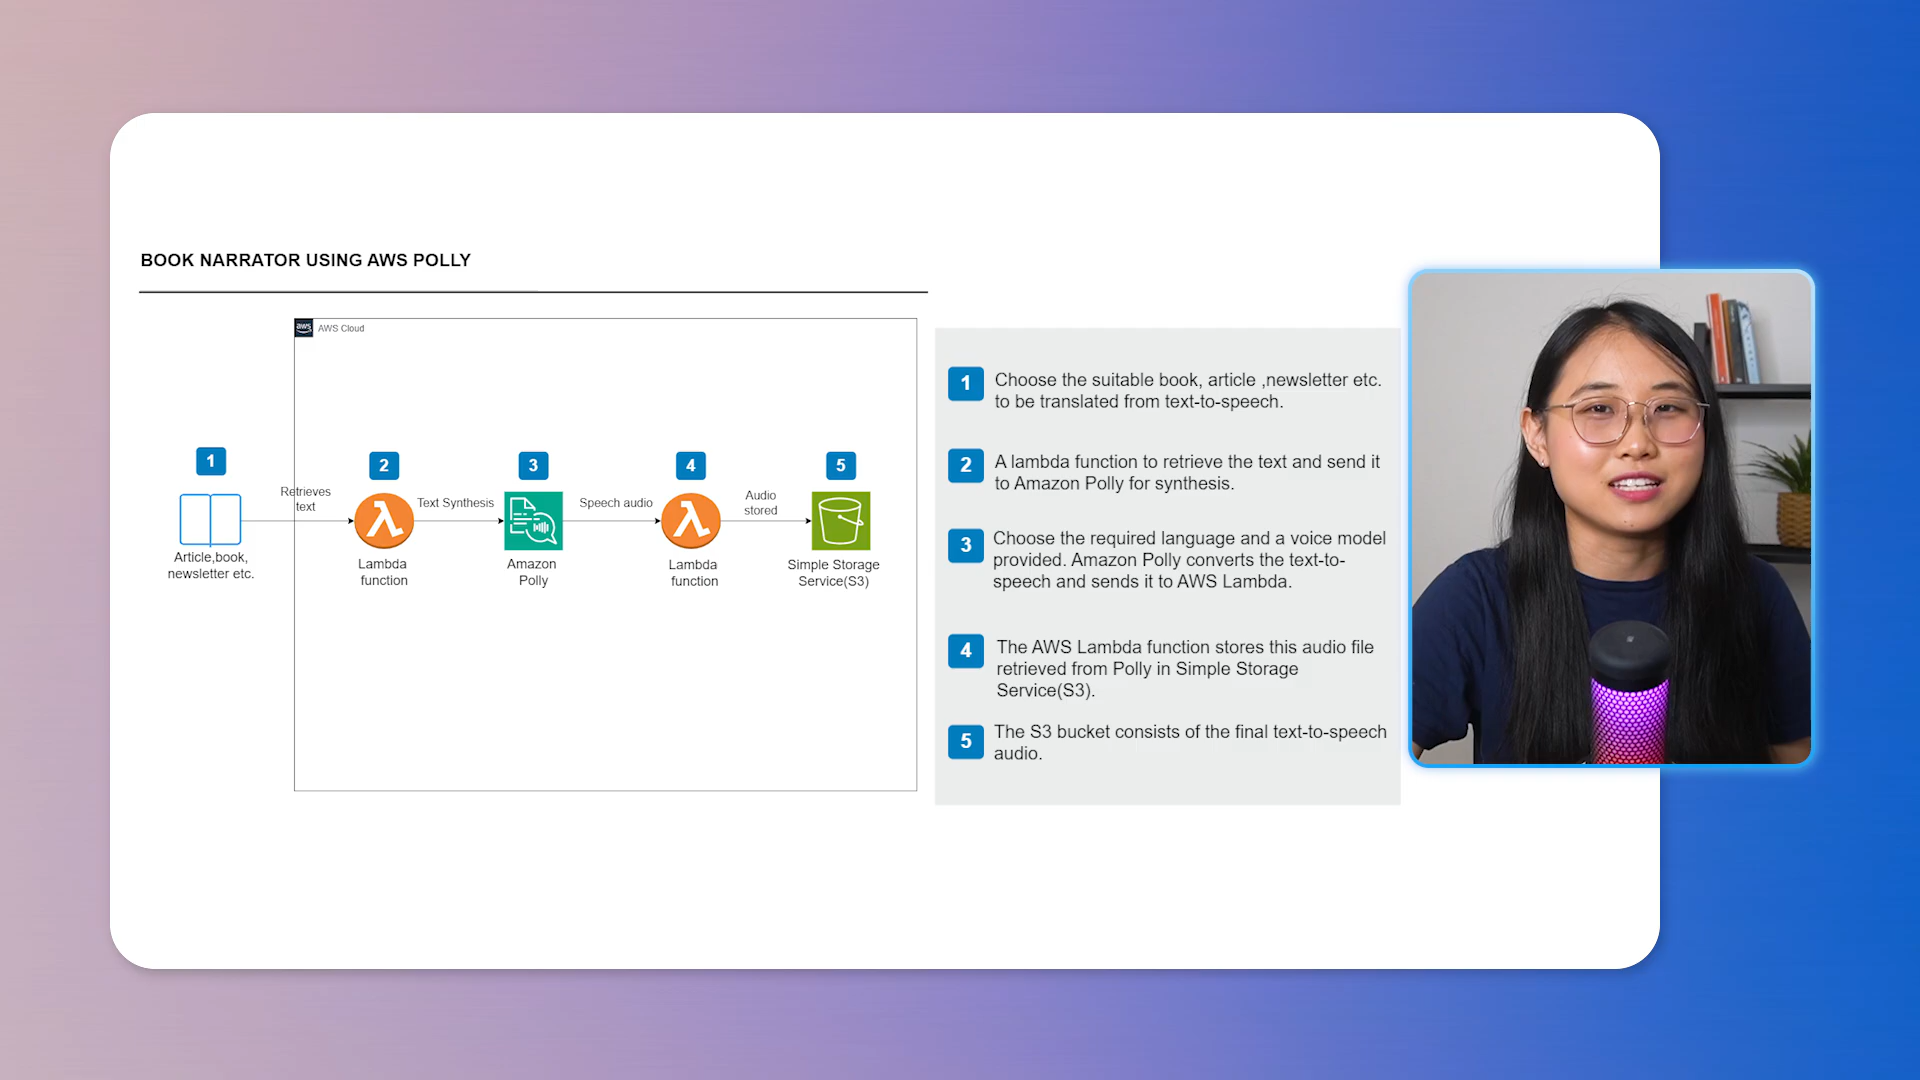 BOOK NARRATOR USING AWS POLLY
aws
AWS Cloud
1
Article,book,
newsletter etc.
Retrieves
text
2
Lambda
function
Text Synthesis
3
Amazon
Polly
Speech audio
4
Lambda
function
Audio
stored
5
Simple Storage
Service(S3)
1
Choose the suitable book, article ,newsletter etc.
to be translated from text-to-speech.
2
A lambda function to retrieve the text and send it
to Amazon Polly for synthesis.
3
Choose the required language and a voice model
provided. Amazon Polly converts the text-to-
speech and sends it to AWS Lambda.
4
The AWS Lambda function stores this audio file
retrieved from Polly in Simple Storage
Service(S3).
5
The S3 bucket consists of the final text-to-speech
audio.